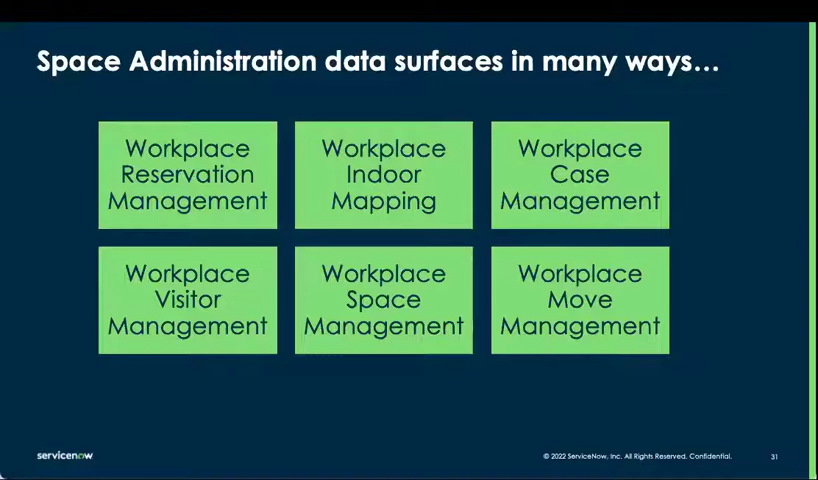 Space Administration data surfaces in many ways...
Workplace
Reservation
Management
Workplace
Indoor
Mapping
Workplace
Case
Management
Workplace
Visitor
Management
Workplace
Space
Management
Workplace
Move
Management
servicenow
© 2022 ServiceNow, Inc. All Rights Reserved. Confidential.
31